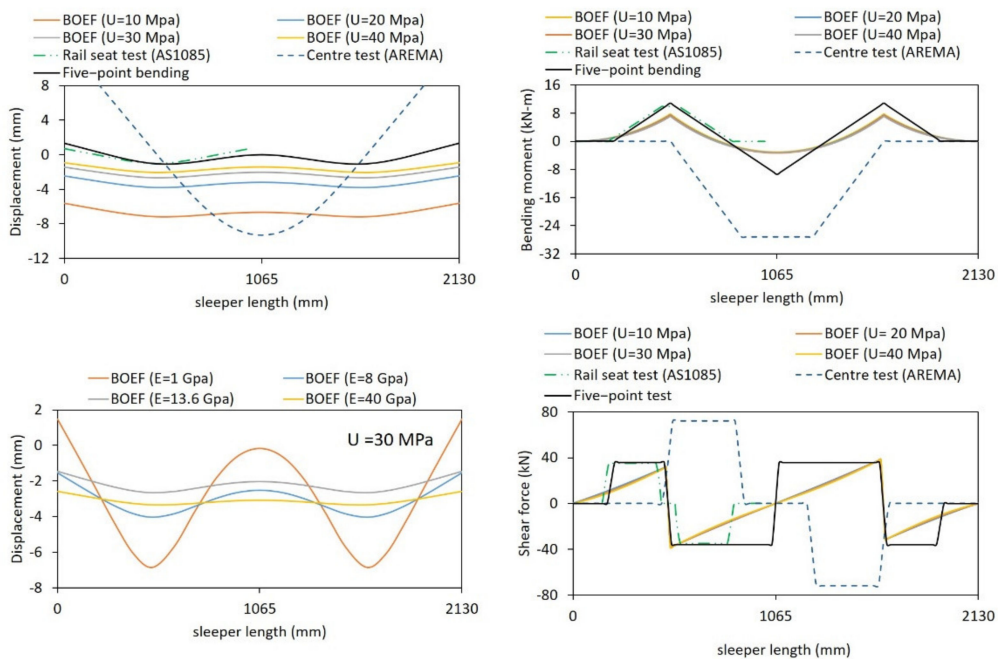 BOEF (U=10 Mpa) BOEF (U=20 Mpa)
BOEF (U=30 Mpa) BOEF (U=40 Mpa)
Rail seat test (AS1085) Centre test (AREMA)
Five−point bending
8
4
0
-4
-8
-12
Displacement (mm)
0 1065 2130
sleeper length (mm)
BOEF (U=10 Mpa) BOEF (U=20 Mpa)
BOEF (U=30 Mpa) BOEF (U=40 Mpa)
Rail seat test (AS1085) Centre test (AREMA)
Five−point bending
16
8
0
-8
-16
-24
-32
Bending moment (kN-m)
0 1065 2130
sleeper length (mm)
BOEF (E=1 Gpa) BOEF (E=8 Gpa)
BOEF (E=13.6 Gpa) BOEF (E=40 Gpa)
U =30 MPa
2
0
-2
-4
-6
-8
Displacement (mm)
0 1065 2130
sleeper length (mm)
BOEF (U=10 Mpa) BOEF (U= 20 Mpa)
BOEF (U=30 Mpa) BOEF (U=40 Mpa)
Rail seat test (AS1085) Centre test (AREMA)
Five−point test
80
40
0
-40
-80
Shear force (kN)
0 1065 2130
sleeper length (mm)